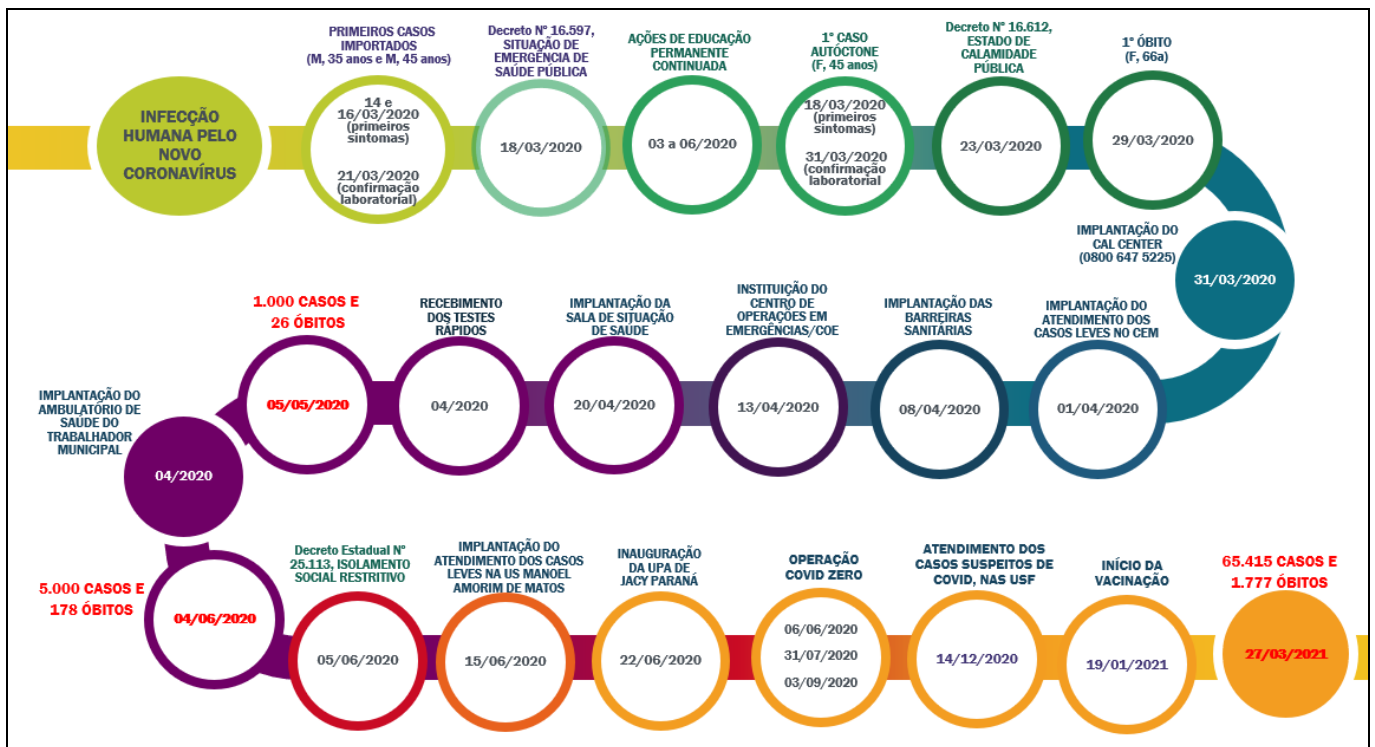 INFECÇÃO
HUMANA PELO
NOVO
CORONAVÍRUS
PRIMEIROS CASOS
IMPORTADOS
(M, 35 anos e M, 45 anos)
14 e
16/03/2020
(primeiros
sintomas)
21/03/2020
(confirmação
laboratorial)
Decreto Nº 16.597,
SITUAÇÃO DE
EMERGÊNCIA DE
SAÚDE PÚBLICA
18/03/2020
AÇÕES DE EDUCAÇÃO
PERMANENTE
CONTINUADA
03 a 06/2020
1º CASO
AUTÓCTONE
(F, 45 anos)
18/03/2020
(primeiros
sintomas)
31/03/2020
(confirmação
laboratorial
Decreto Nº 16.612,
ESTADO DE
CALAMIDADE
PÚBLICA
23/03/2020
1º ÓBITO
(F, 66a)
29/03/2020
IMPLANTAÇÃO DO
CAL CENTER
(0800 647 5225)
31/03/2020
IMPLANTAÇÃO DO
ATENDIMENTO DOS
CASOS LEVES NO CEM
01/04/2020
IMPLANTAÇÃO DAS
BARREIRAS
SANITÁRIAS
08/04/2020
INSTITUIÇÃO DO
CENTRO DE
OPERAÇÕES EM
EMERGÊNCIAS/COE
13/04/2020
IMPLANTAÇÃO DA
SALA DE SITUAÇÃO
DE SAÚDE
20/04/2020
RECEBIMENTO
DOS TESTES
RÁPIDOS
04/2020
1.000 CASOS E
26 ÓBITOS
05/05/2020
IMPLANTAÇÃO DO
AMBULATÓRIO DE
SAÚDE DO
TRABALHADOR
MUNICIPAL
04/2020
5.000 CASOS E
178 ÓBITOS
04/06/2020
Decreto Estadual Nº
25.113, ISOLAMENTO
SOCIAL RESTRITIVO
05/06/2020
IMPLANTAÇÃO DO
ATENDIMENTO DOS CASOS
LEVES NA US MANOEL
AMORIM DE MATOS
15/06/2020
INAUGURAÇÃO
DA UPA DE
JACY PARANÁ
22/06/2020
OPERAÇÃO
COVID ZERO
06/06/2020
31/07/2020
03/09/2020
ATENDIMENTO DOS
CASOS SUSPEITOS DE
COVID, NAS USF
14/12/2020
INÍCIO DA
VACINAÇÃO
19/01/2021
65.415 CASOS E
1.777 ÓBITOS
27/03/2021